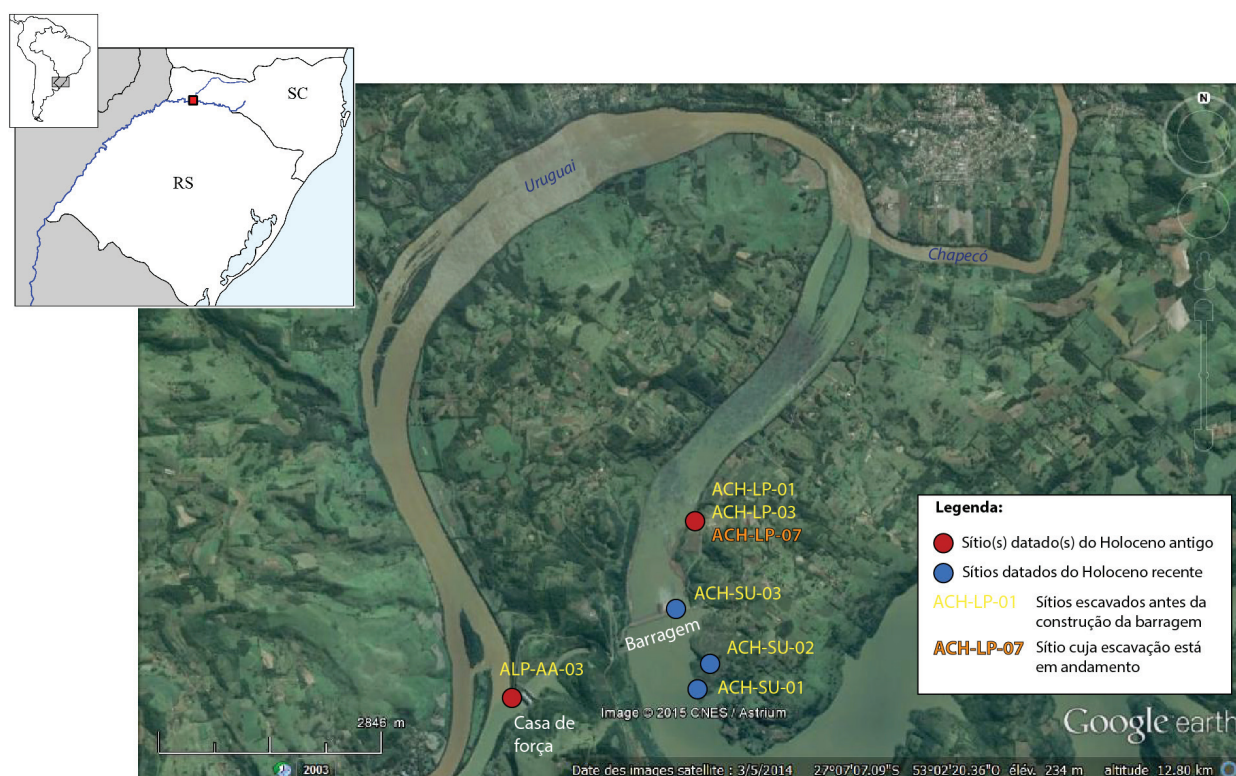 SC
RS
N
Uruguai
Chapecó
ACH-LP-01
ACH-LP-03
ACH-LP-07
ACH-SU-03
Barragem
ACH-SU-02
ACH-SU-01
ALP-AA-03
Casa de
força
Legenda:
Sítio(s) datado(s) do Holoceno antigo
Sítios datados do Holoceno recente
ACH-LP-01 Sítios escavados antes da
construção da barragem
ACH-LP-07 Sítio cuja escavação está
em andamento
2846 m
Image © 2015 CNES / Astrium
Google earth
2003
Date des images satellite : 3/5/2014 27°07'07.09"S 53°02'20.36"O élév. 234 m altitude 12.80 km